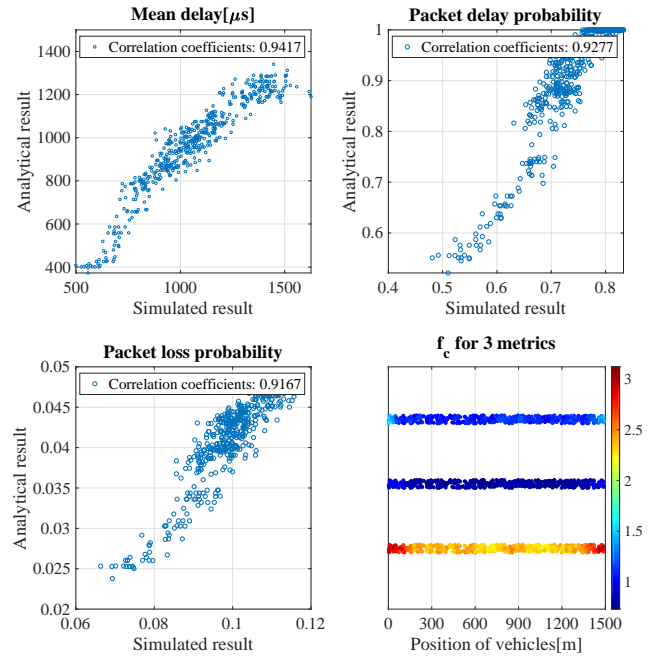 Mean delay[μs]
Correlation coefficients: 0.9417
1400
1200
1000
800
600
400
500
1000
1500
Analytical result
Simulated result
Packet delay probability
Correlation coefficients: 0.9277
1
0.9
0.8
0.7
0.6
0.4
0.5
0.6
0.7
0.8
Analytical result
Simulated result
Packet loss probability
Correlation coefficients: 0.9167
0.05
0.045
0.04
0.035
0.03
0.025
0.02
0.06
0.08
0.1
0.12
Analytical result
Simulated result
f_c for 3 metrics
0
300
600
900
1200
1500
Position of vehicles[m]
3
2.5
2
1.5
1